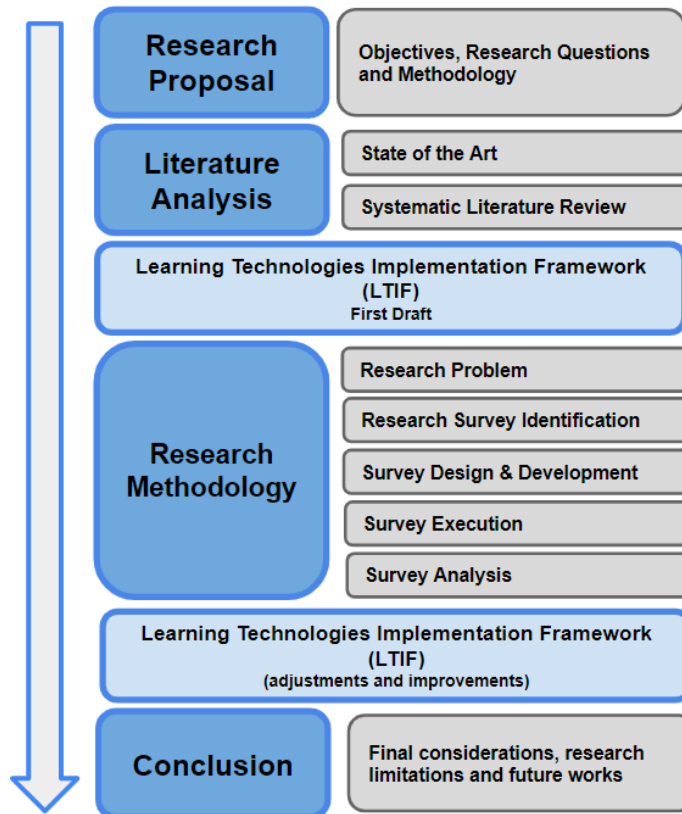 Research
Proposal
Objectives, Research Questions
and Methodology
Literature
Analysis
State of the Art
Systematic Literature Review
Learning Technologies Implementation Framework
(LTIF)
First Draft
Research
Methodology
Research Problem
Research Survey Identification
Survey Design & Development
Survey Execution
Survey Analysis
Learning Technologies Implementation Framework
(LTIF)
(adjustments and improvements)
Conclusion
Final considerations, research
limitations and future works